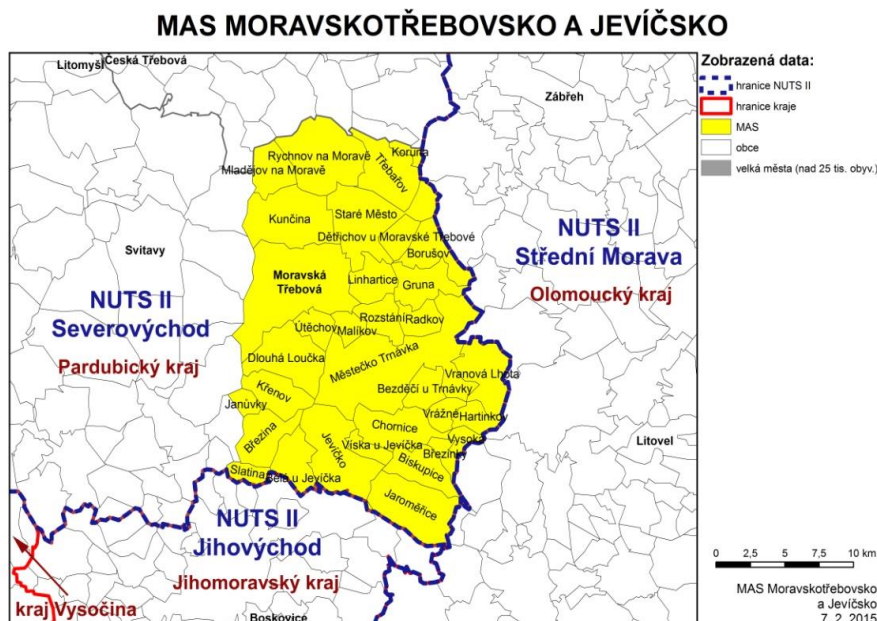 MAS MORAVSKOTŘEBOVSKO A JEVÍČSKO
Zobrazená data:
hranice NUTS II
hranice kraje
MAS
obce
velká města (nad 25 tis. obyv.)
Litomyšl
Česká Třebová
Zábřeh
Koruna
Rychnov na Moravě
Třebařov
Mladějov na Moravě
Kunčina
Staré Město
Dětřichov u Moravské Třebové
Borušov
Svitavy
NUTS II
Střední Morava
Olomoucký kraj
Moravská
Třebová
Linhartice
Gruna
NUTS II
Severovýchod
Pardubický kraj
Rozstání
Radkov
Útěchov
Malíkov
Dlouhá Loučka
Městečko Trnávka
Vranová Lhota
Bezděčí u Trnávky
Křenov
Janůvky
Vrážné
Hartinkov
Chornice
Březina
Jevíčko
Víska u Jevíčka
Vysoká
Březinky
Biskupice
Litovel
Slatina
Bělá u Jevíčka
Jaroměřice
NUTS II
Jihovýchod
Jihomoravský kraj
kraj Vysočina
Boskovice
0 2,5 5 7,5 10 km
MAS Moravskotřebovsko
a Jevíčsko
7. 2. 2015